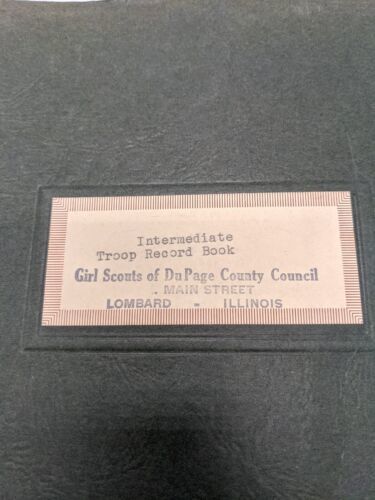 Intermediate
Troop Record Book
Girl Scouts of DuPage County Council
MAIN STREET
LOMBARD - ILLINOIS